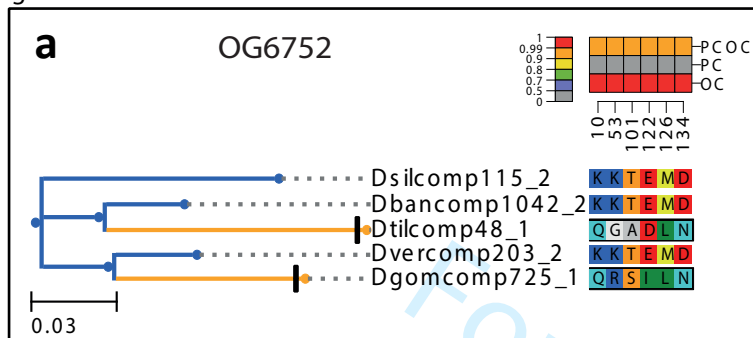 a
OG6752
1
0.99
0.9
0.8
0.7
0.5
0
PCOC
PC
OC
10 53 101 122 126 134
Dsilcomp115_2 K K T E M D
Dbancomp1042_2 K K T E M D
Dtilcomp48_1 Q G A D L N
Dvercomp203_2 K K T E M D
Dgomcomp725_1 Q R S I L N
0.03